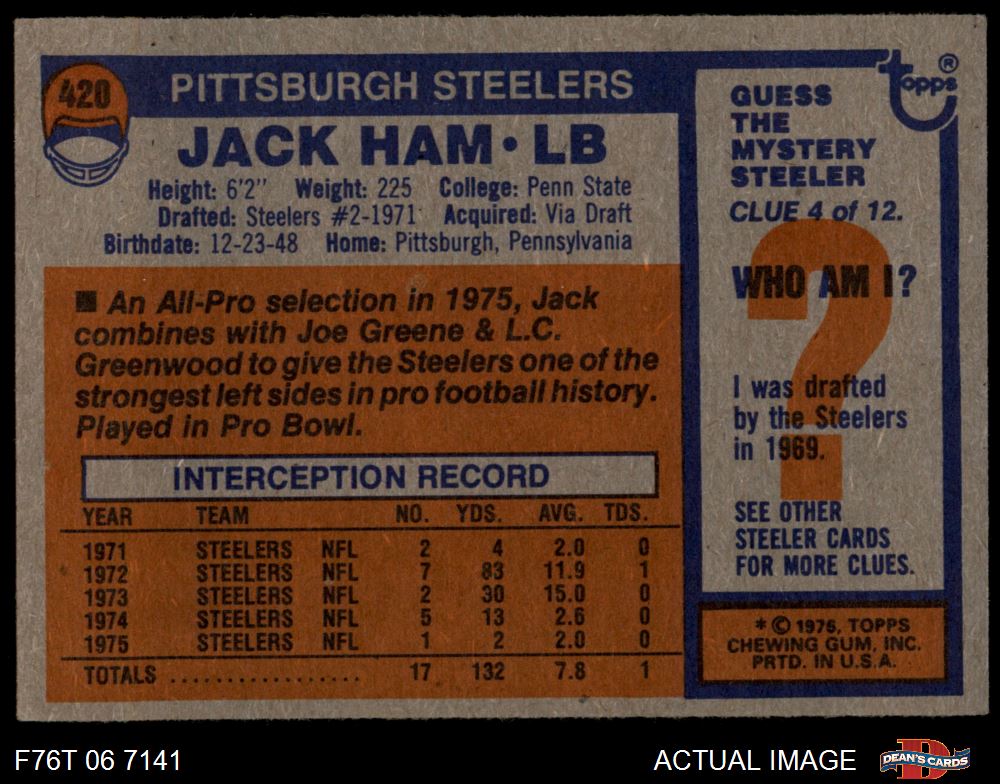 420
PITTSBURGH STEELERS
JACK HAM • LB
Height: 6'2" Weight: 225 College: Penn State
Drafted: Steelers #2-1971 Acquired: Via Draft
Birthdate: 12-23-48 Home: Pittsburgh, Pennsylvania
■ An All-Pro selection in 1975, Jack
combines with Joe Greene & L.C.
Greenwood to give the Steelers one of the
strongest left sides in pro football history.
Played in Pro Bowl.
INTERCEPTION RECORD
YEAR TEAM NO. YDS. AVG. TDS.
1971 STEELERS NFL 2 4 2.0 0
1972 STEELERS NFL 7 83 11.9 1
1973 STEELERS NFL 2 30 15.0 0
1974 STEELERS NFL 5 13 2.6 0
1975 STEELERS NFL 1 2 2.0 0
TOTALS ................. 17 132 7.8 1
topps ®
GUESS
THE
MYSTERY
STEELER
CLUE 4 of 12.
WHO AM I?
I was drafted
by the Steelers
in 1969.
SEE OTHER
STEELER CARDS
FOR MORE CLUES.
* © 1976, TOPPS
CHEWING GUM, INC.
PRTD. IN U.S.A.
F76T 06 7141
ACTUAL IMAGE
DEAN'S CARDS